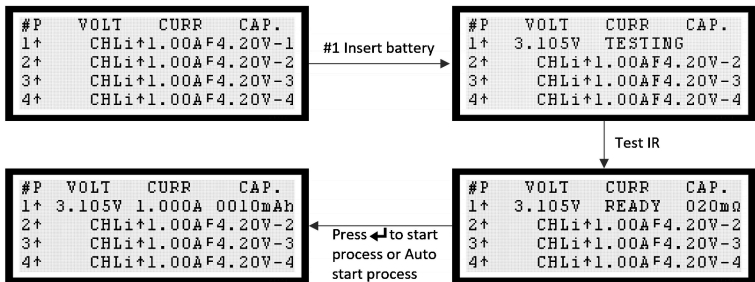 #P VOLT CURR CAP.
1↑ CHLi↑1.00AF4.20V-1
2↑ CHLi↑1.00AF4.20V-2
3↑ CHLi↑1.00AF4.20V-3
4↑ CHLi↑1.00AF4.20V-4
#1 Insert battery
#P VOLT CURR CAP.
1↑ 3.105V TESTING
2↑ CHLi↑1.00AF4.20V-2
3↑ CHLi↑1.00AF4.20V-3
4↑ CHLi↑1.00AF4.20V-4
Test IR
#P VOLT CURR CAP.
1↑ 3.105V READY 020mΩ
2↑ CHLi↑1.00AF4.20V-2
3↑ CHLi↑1.00AF4.20V-3
4↑ CHLi↑1.00AF4.20V-4
Press ↵ to start
process or Auto
start process
#P VOLT CURR CAP.
1↑ 3.105V 1.000A 0010mAh
2↑ CHLi↑1.00AF4.20V-2
3↑ CHLi↑1.00AF4.20V-3
4↑ CHLi↑1.00AF4.20V-4